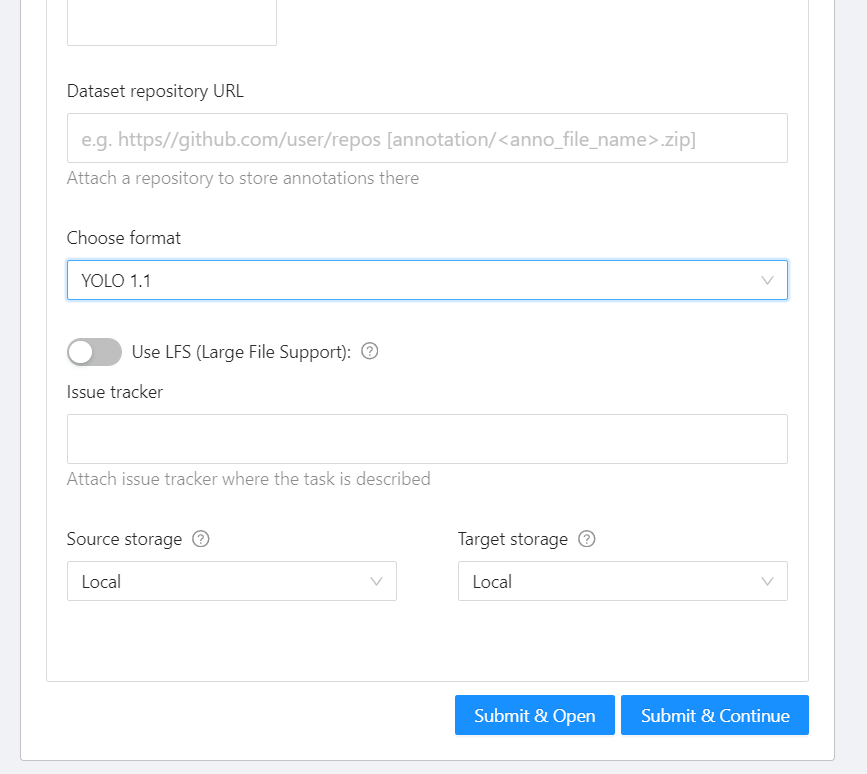 Dataset repository URL
e.g. https//github.com/user/repos [annotation/<anno_file_name>.zip]
Attach a repository to store annotations there
Choose format
YOLO 1.1
Use LFS (Large File Support):
Issue tracker
Attach issue tracker where the task is described
Source storage
Target storage
Local
Local
Submit & Open
Submit & Continue